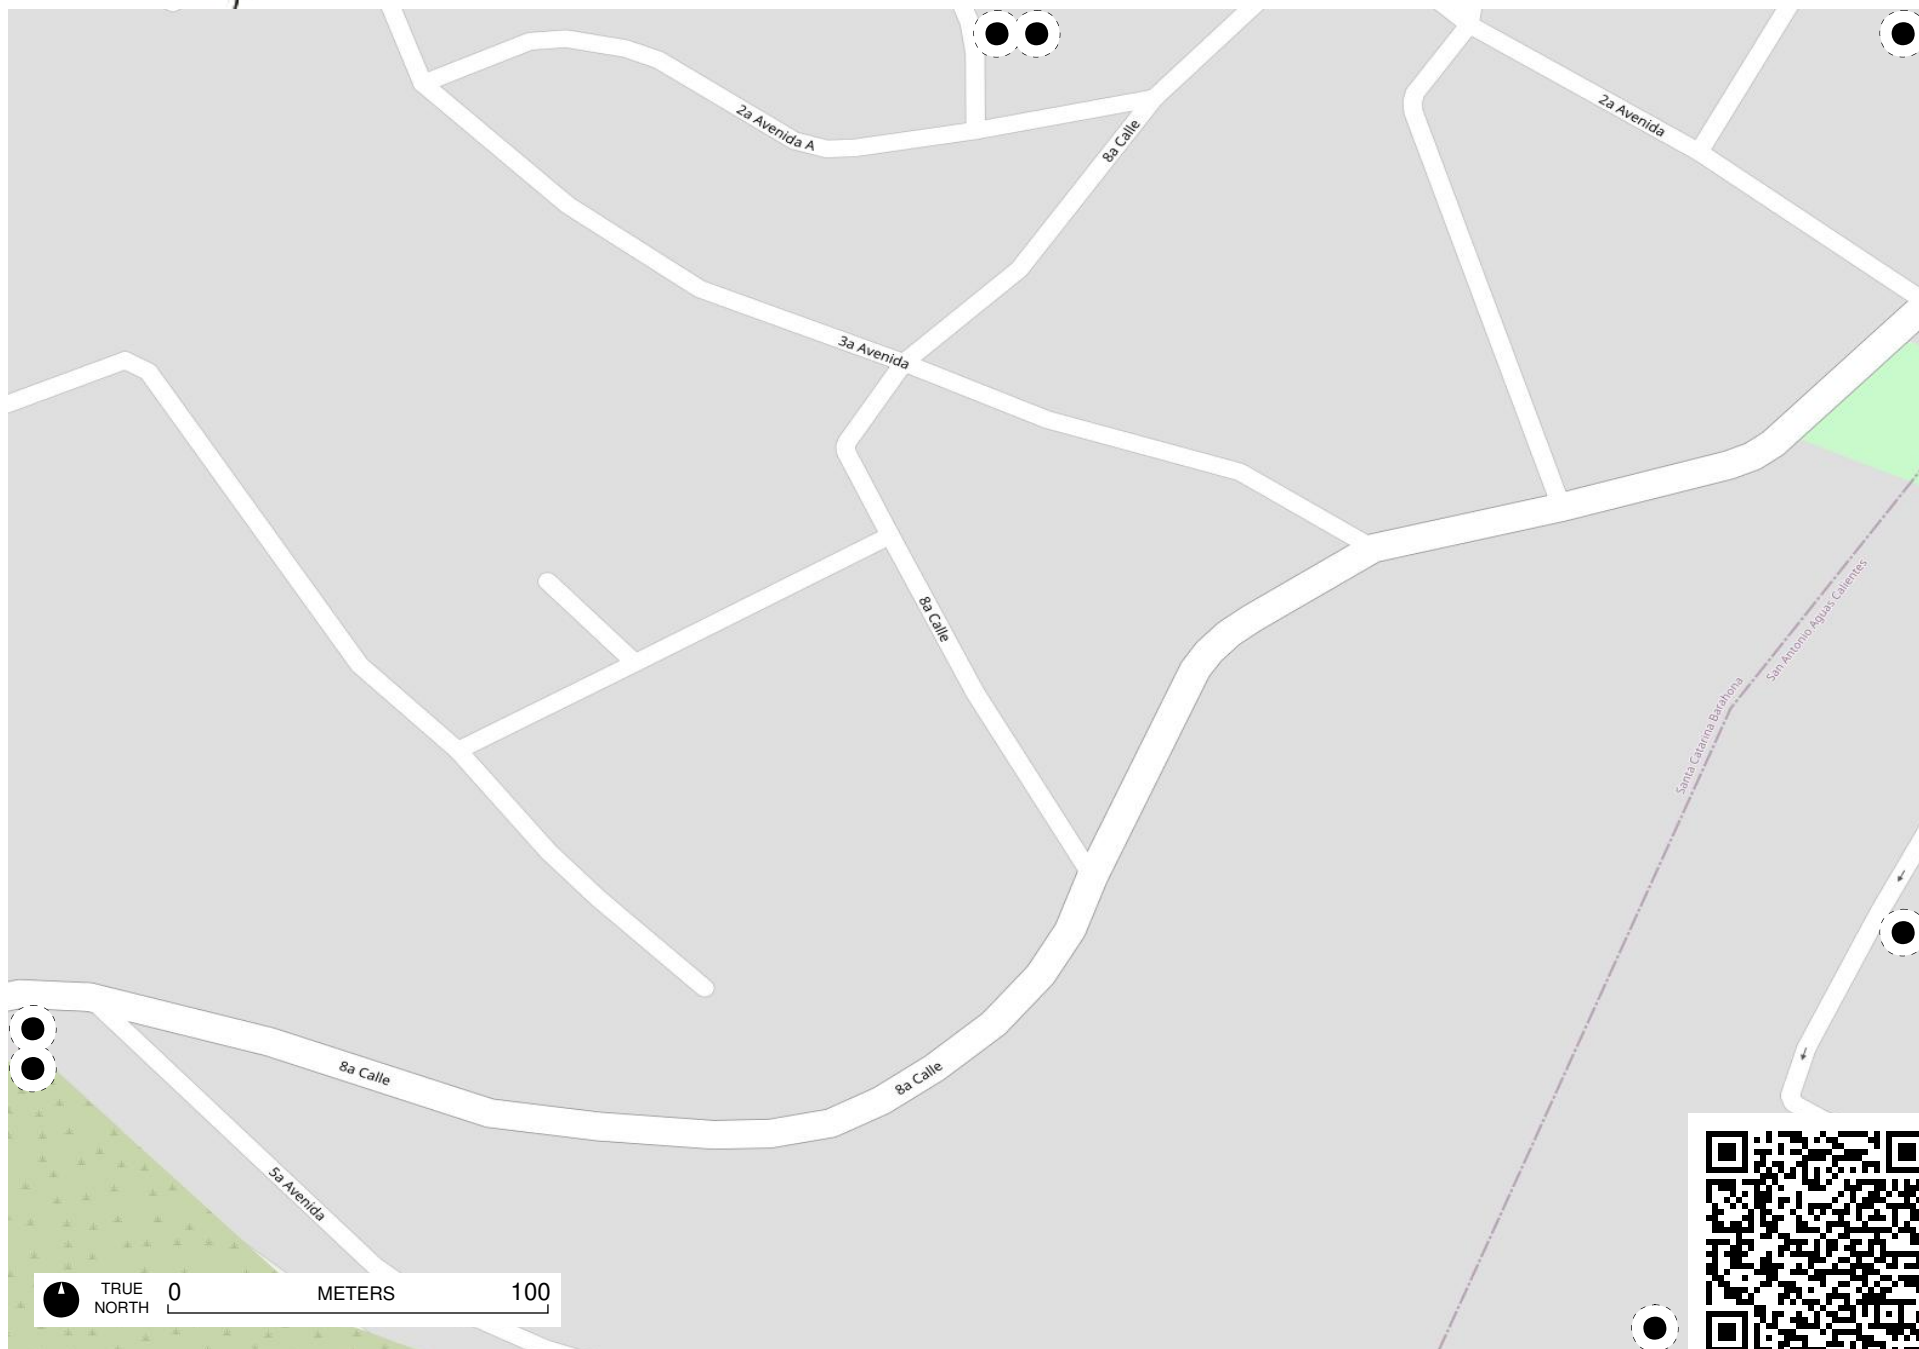 2a Avenida A
8a Calle
2a Avenida
3a Avenida
8a Calle
San Antonio Aguas Calientes
Santa Catarina Barahona
8a Calle
8a Calle
5a Avenida
TRUE NORTH
0 METERS 100